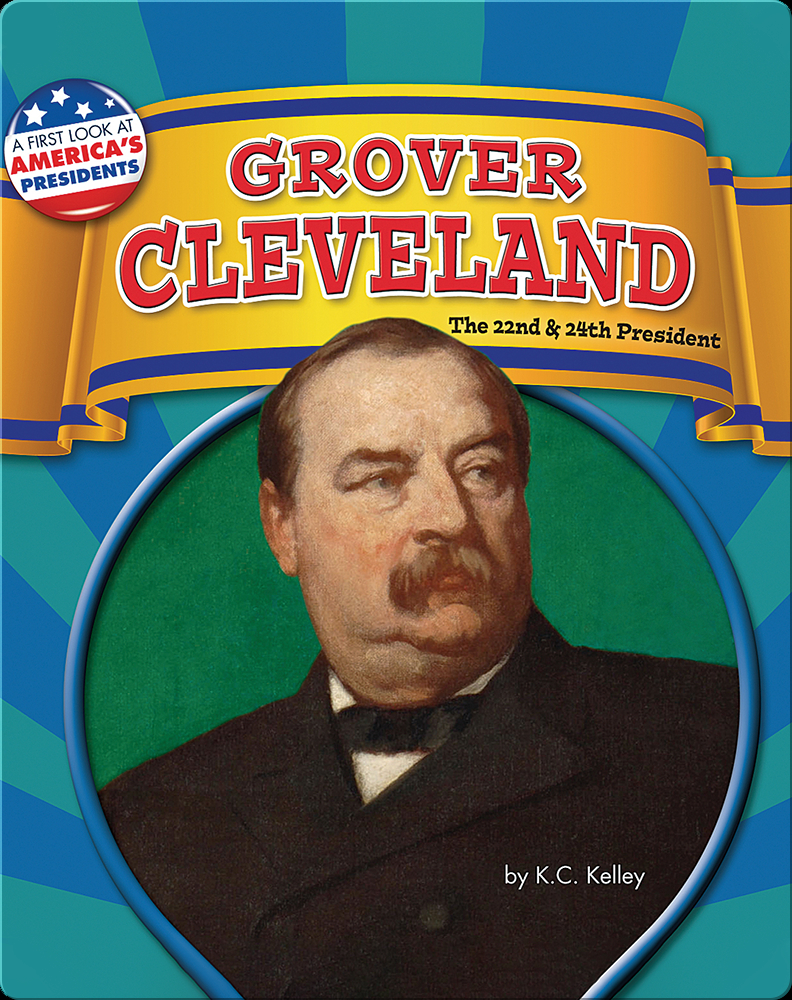 A FIRST LOOK AT
AMERICA'S
PRESIDENTS
GROVER
CLEVELAND
The 22nd & 24th President
by K.C. Kelley